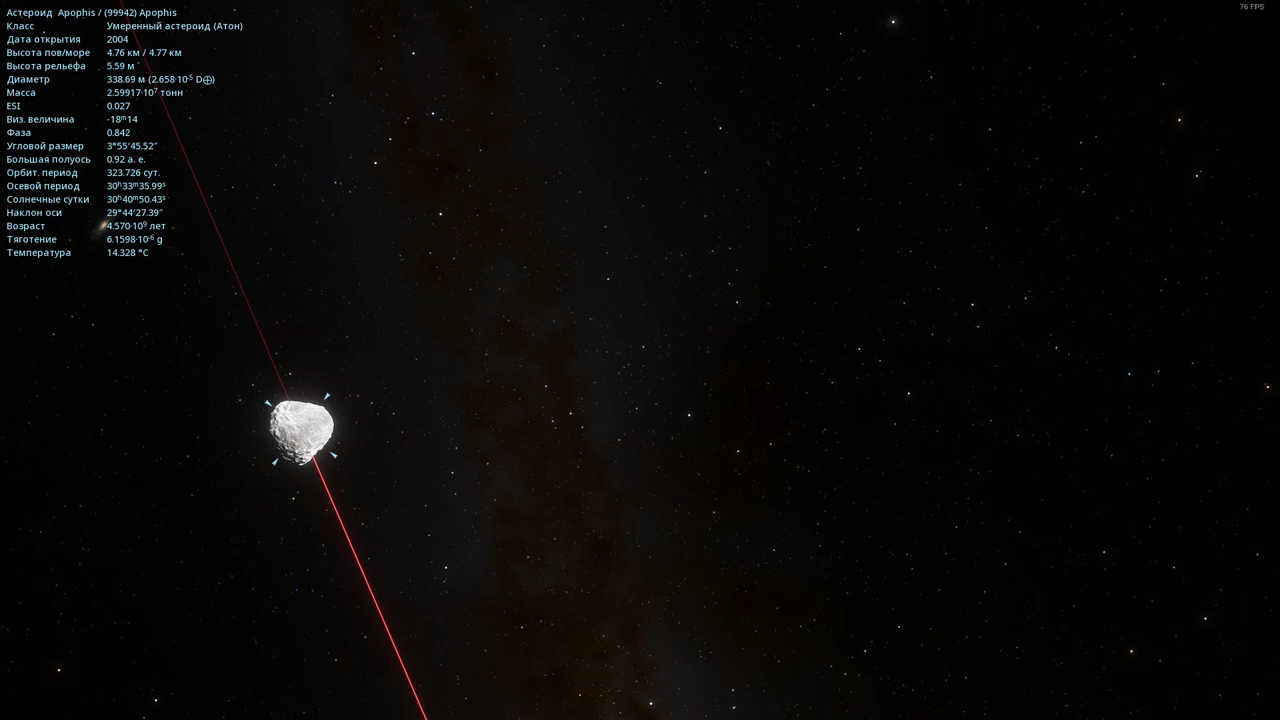 Астероид Apophis / (99942) Apophis
Класс Умеренный астероид (Атон)
Дата открытия 2004
Высота пов/море 4.76 км / 4.77 км
Высота рельефа 5.59 м
Диаметр 338.69 м (2.658·10⁻⁵ D⊕)
Масса 2.59917·10⁷ тонн
ESI 0.027
Виз. величина -18ᵐ14
Фаза 0.842
Угловой размер 3°55′45.52″
Большая полуось 0.92 а. е.
Орбит. период 323.726 сут.
Осевой период 30ʰ33ᵐ35.99ˢ
Солнечные сутки 30ʰ40ᵐ50.43ˢ
Наклон оси 29°44′27.39″
Возраст 4.570·10⁹ лет
Тяготение 6.1598·10⁻⁶ g
Температура 14.328 °C
76 FPS